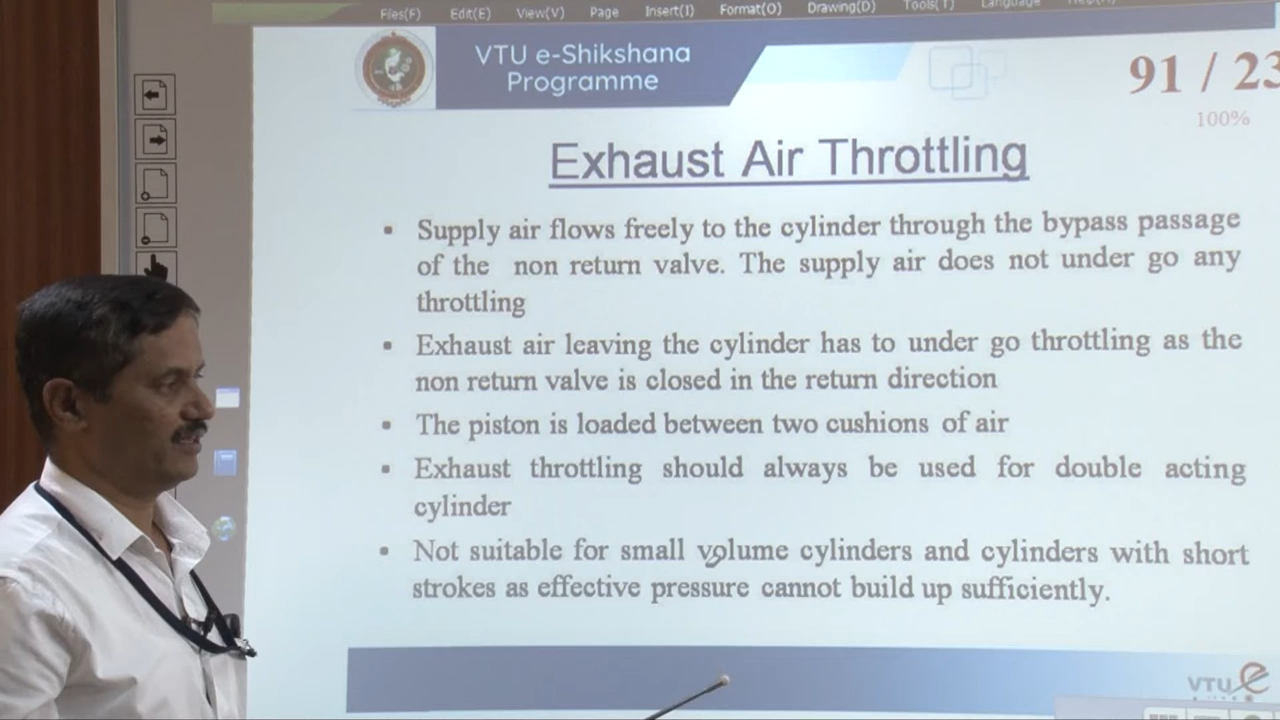 Files(F) Edit(E) View(V) Page Insert(I) Format(O) Drawing(D) Tools(T) Language
VTU e-Shikshana
Programme
91 / 23
100%
Exhaust Air Throttling
▪ Supply air flows freely to the cylinder through the bypass passage
of the non return valve. The supply air does not under go any
throttling
▪ Exhaust air leaving the cylinder has to under go throttling as the
non return valve is closed in the return direction
▪ The piston is loaded between two cushions of air
▪ Exhaust throttling should always be used for double acting
cylinder
▪ Not suitable for small volume cylinders and cylinders with short
strokes as effective pressure cannot build up sufficiently.
VTU e